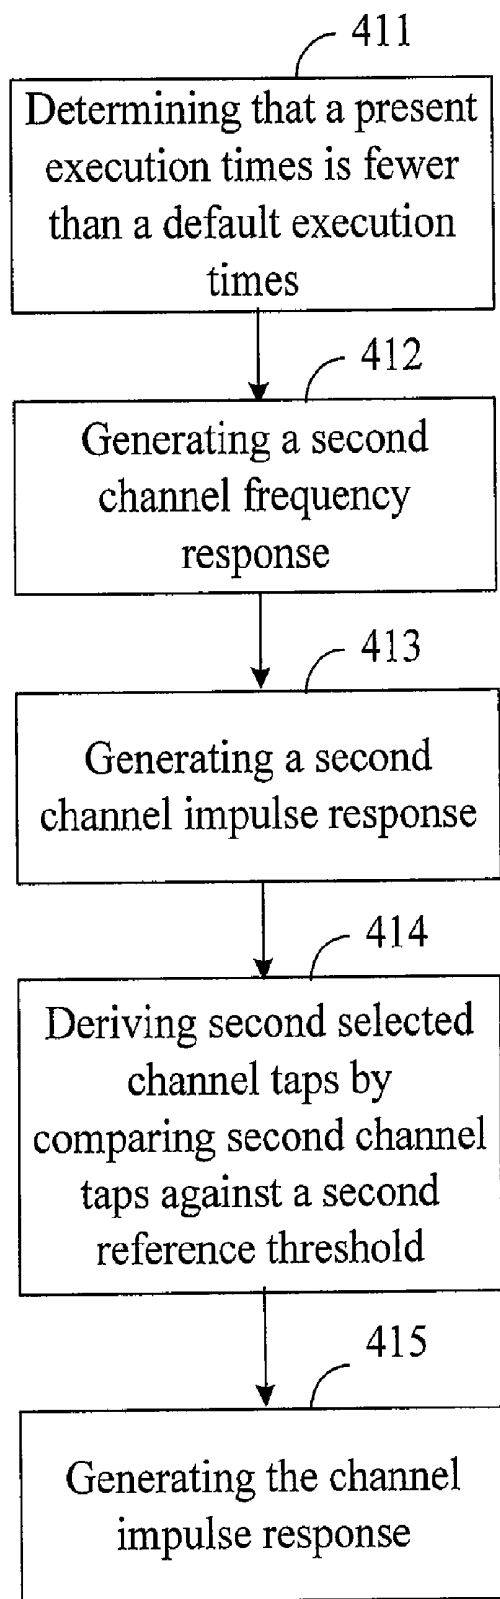 411
Determining that a present
execution times is fewer
than a default execution
times
412
Generating a second
channel frequency
response
413
Generating a second
channel impulse response
414
Deriving second selected
channel taps by
comparing second channel
taps against a second
reference threshold
415
Generating the channel
impulse response